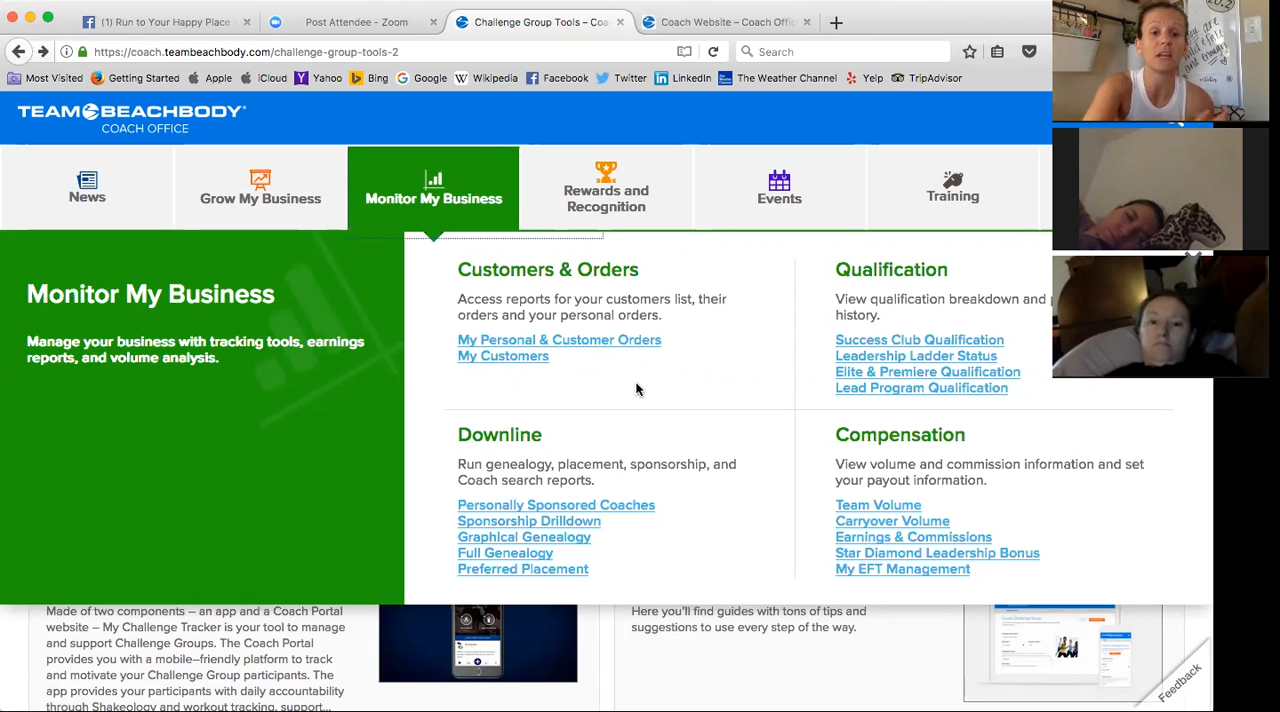 (1) Run to Your Happy Place -
Post Attendee - Zoom
Challenge Group Tools – Coa
Coach Website – Coach Offic
https://coach.teambeachbody.com/challenge-group-tools-2
Search
Most Visited
Getting Started
Apple
iCloud
Yahoo
Bing
Google
Wikipedia
Facebook
Twitter
LinkedIn
The Weather Channel
Yelp
TripAdvisor
TEAM BEACHBODY
COACH OFFICE
News
Grow My Business
Monitor My Business
Rewards and
Recognition
Events
Training
Monitor My Business
Manage your business with tracking tools, earnings
reports, and volume analysis.
Customers & Orders
Access reports for your customers list, their
orders and your personal orders.
My Personal & Customer Orders
My Customers
Qualification
View qualification breakdown and
history.
Success Club Qualification
Leadership Ladder Status
Elite & Premiere Qualification
Lead Program Qualification
Downline
Run genealogy, placement, sponsorship, and
Coach search reports.
Personally Sponsored Coaches
Sponsorship Drilldown
Graphical Genealogy
Full Genealogy
Preferred Placement
Compensation
View volume and commission information and set
your payout information.
Team Volume
Carryover Volume
Earnings & Commissions
Star Diamond Leadership Bonus
My EFT Management
Made of two components – an app and a Coach Portal
website – My Challenge Tracker is your tool to manage
and support Challenge Groups. The Coach Portal
provides you with a mobile–friendly platform to track
and motivate your Challenge Group participants. The
app provides your participants with daily accountability
through Shakeology and workout tracking, support...
Here you'll find guides with tons of tips and
suggestions to use every step of the way.
Feedback